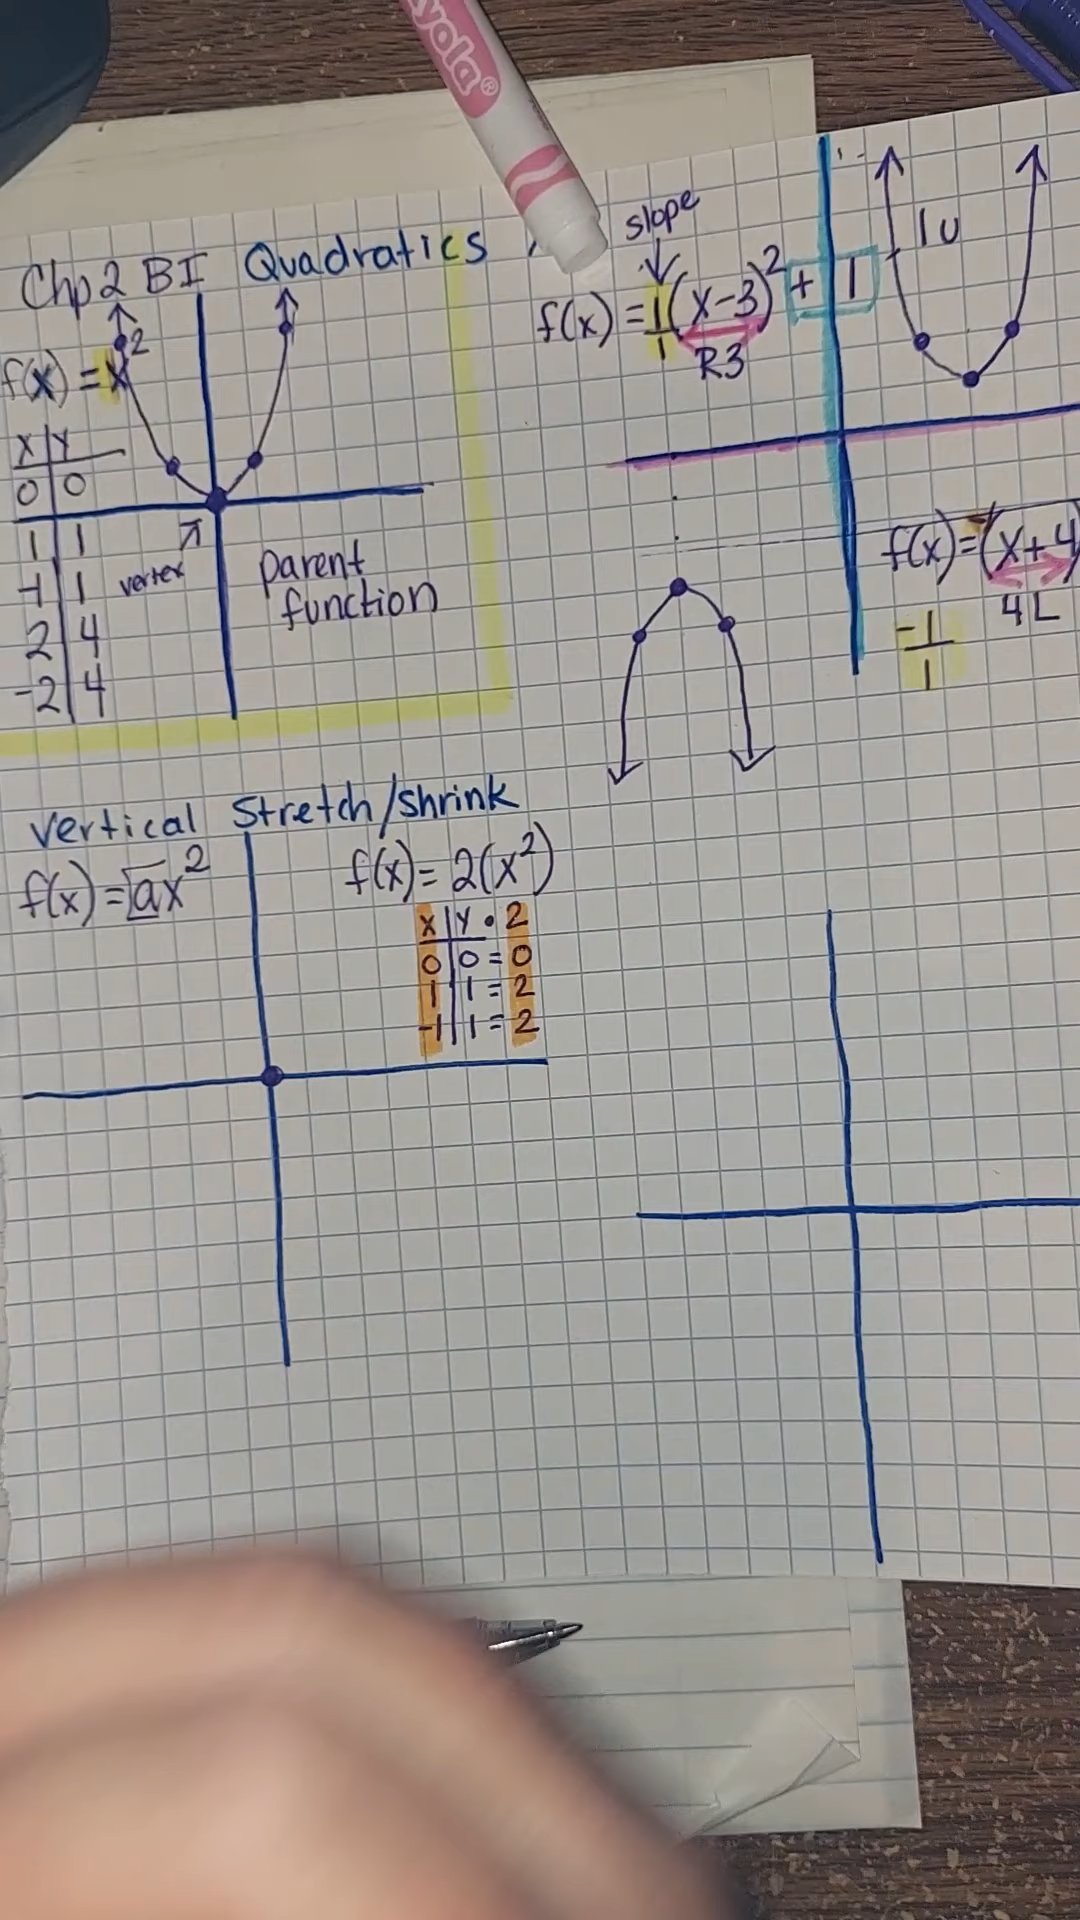 yola®
Chp 2 BI Quadratics
f(x) = x²
x | y
0 | 0
1 | 1
-1 | 1
2 | 4
-2 | 4
vertex
parent
function
slope
f(x) = 1/1 (x-3)² + 1
R3
1U
f(x) = -(x+4)
4L
-1/1
Vertical Stretch/shrink
f(x) = ax²
f(x) = 2(x²)
x | y • 2
0 | 0 = 0
1 | 1 = 2
-1 | 1 = 2